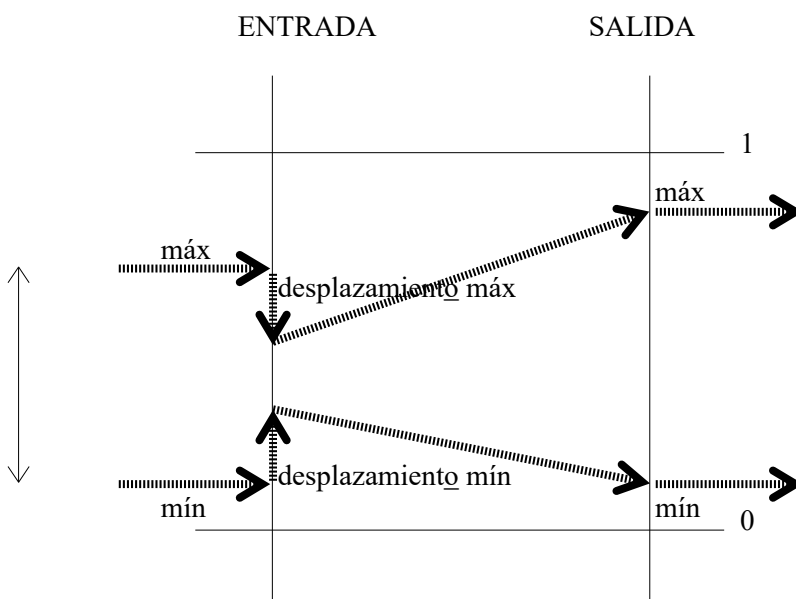 ENTRADA SALIDA
1
máx
máx
desplazamiento máx
desplazamiento mín
mín
mín
0